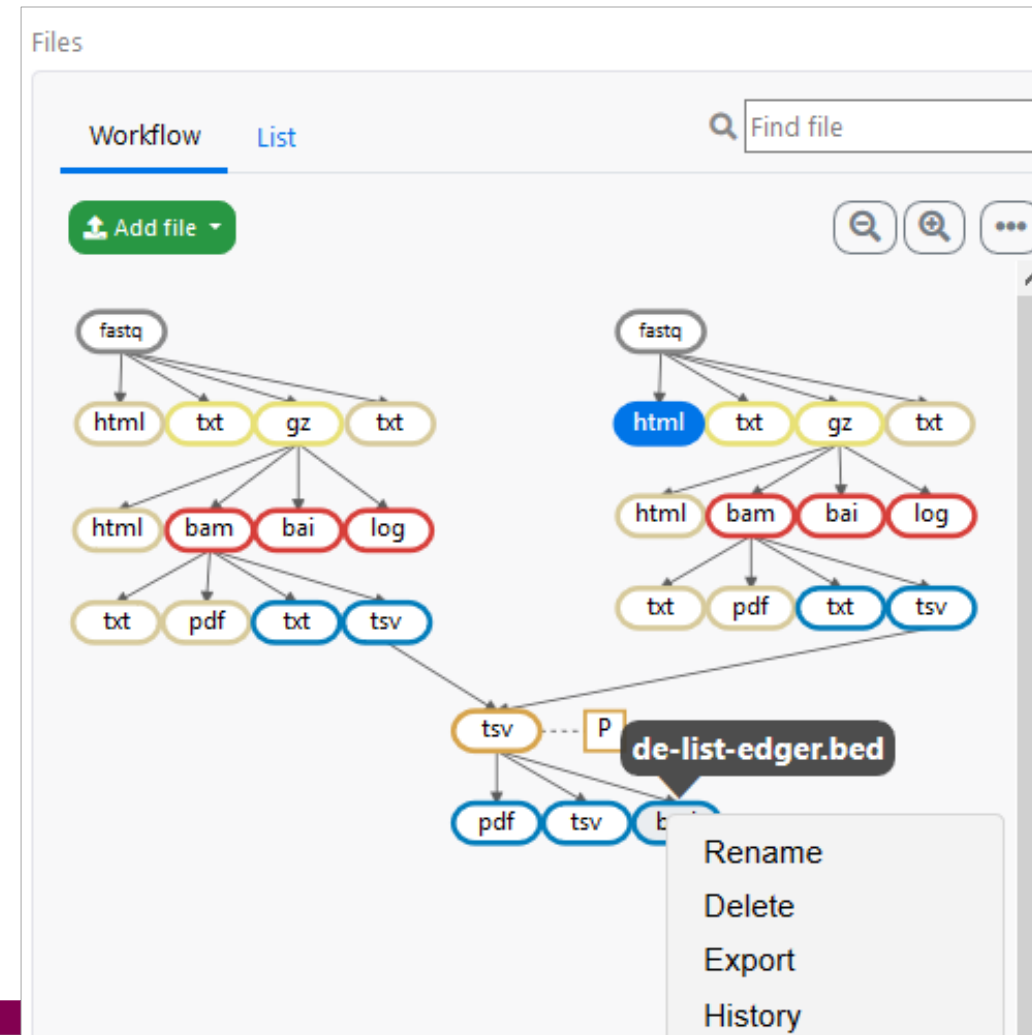 Files
Workflow List Find file
Add file
fastq fastq
html txt gz txt html txt gz txt
html bam bai log html bam bai log
txt pdf txt tsv txt pdf txt tsv
tsv P
de-list-edger.bed
pdf tsv
Rename
Delete
Export
History